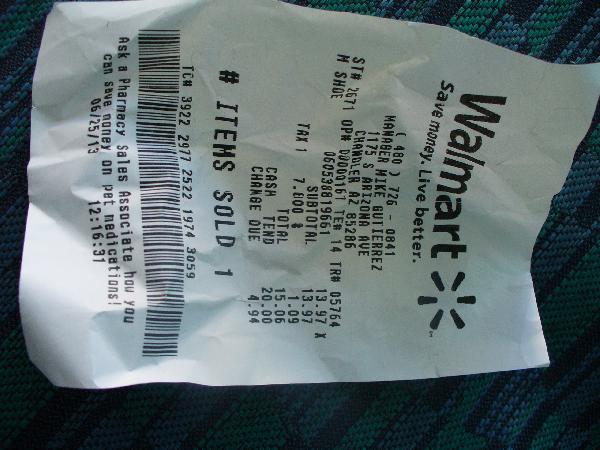 Walmart
Save money. Live better.
( 480 ) 726 - 0841
MANAGER MIKE GUTIERREZ
1175 S ARIZONA AVE
CHANDLER AZ 85286
ST# 2671 OP# 00000161 TE# 14 TR# 05764
M SHOE 060538819661 13.97 X
SUBTOTAL 13.97
TAX 1 7.800 % 1.09
TOTAL 15.06
CASH TEND 20.00
CHANGE DUE 4.94
# ITEMS SOLD 1
TC# 3922 2977 2522 1974 3059
Ask a Pharmacy Sales Associate how you
can save money on pet medications!
06/25/13 12:16:31